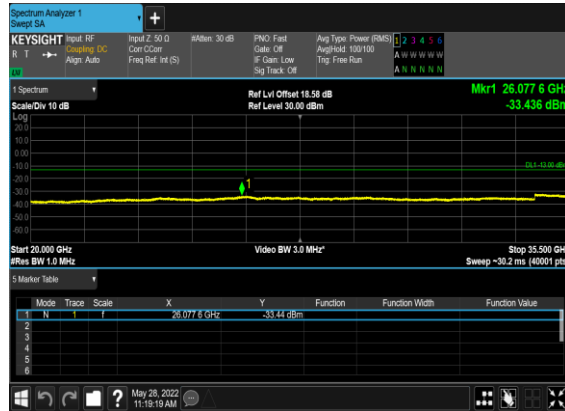 Spectrum Analyzer 1
Swept SA
+
KEYSIGHT Input: RF Input Z: 50 Ω #Atten: 30 dB PNO: Fast Avg Type: Power (RMS) 1 2 3 4 5 6
R T Coupling: DC Corr CCorr Gate: Off Avg|Hold: 100/100 A W W W W W
Align: Auto Freq Ref: Int (S) IF Gain: Low Trig: Free Run
Sig Track: Off A N N N N N
1 Spectrum Ref Lvl Offset 18.58 dB Mkr1 26.077 6 GH
Scale/Div 10 dB Ref Level 30.00 dBm -33.436 dBm
Log
20.0
10.0
0.00
-10.0
DL1 -13.00 dB
-20.0
1
-30.0
-40.0
-50.0
-60.0
Start 20.000 GHz Video BW 3.0 MHz* Stop 35.500 GH
#Res BW 1.0 MHz Sweep ~30.2 ms (40001 pts
5 Marker Table
Mode Trace Scale X Y Function Function Width Function Value
1 N 1 f 26.077 6 GHz -33.44 dBm
2
3
4
5
6
? May 28, 2022
11:19:19 AM